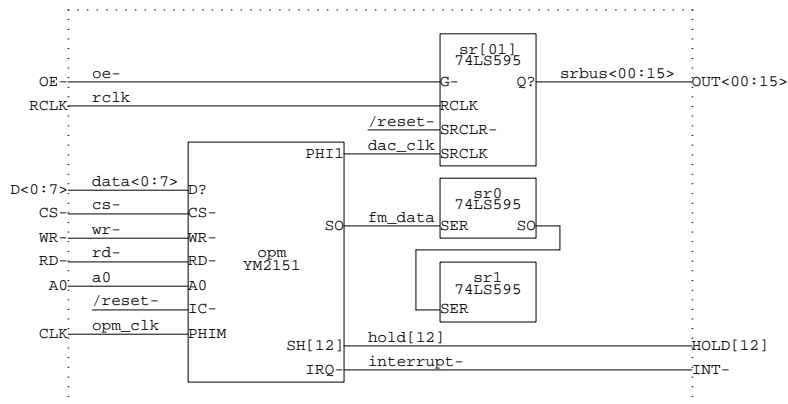 sr[01]
74LS595
OE- oe- G- Q? srbus<00:15> OUT<00:15>
RCLK rclk RCLK
/reset- SRCLR-
PHI1 dac_clk SRCLK
D<0:7> data<0:7> D?
sr0
74LS595
CS- cs- CS-
SO fm_data SER SO
WR- wr- WR-
opm
YM2151
RD- rd- RD-
A0 a0 A0
sr1
74LS595
/reset- IC-
SER
CLK opm_clk PHIM
SH[12] hold[12] HOLD[12]
IRQ- interrupt- INT-